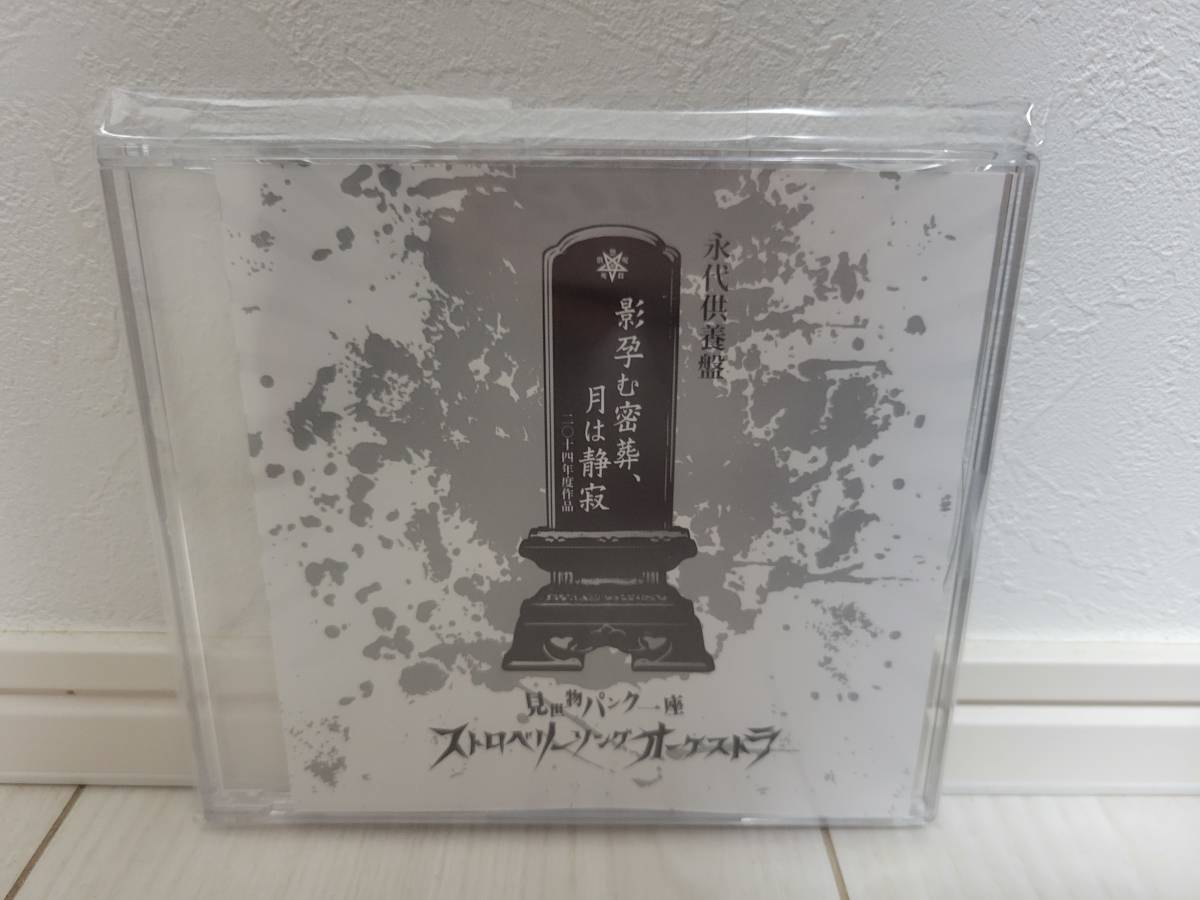 永代供養盤
影孕む密葬、
月は静寂
二〇十四年度作品
見世物パンク一座
ストロベリーソングオーケストラ